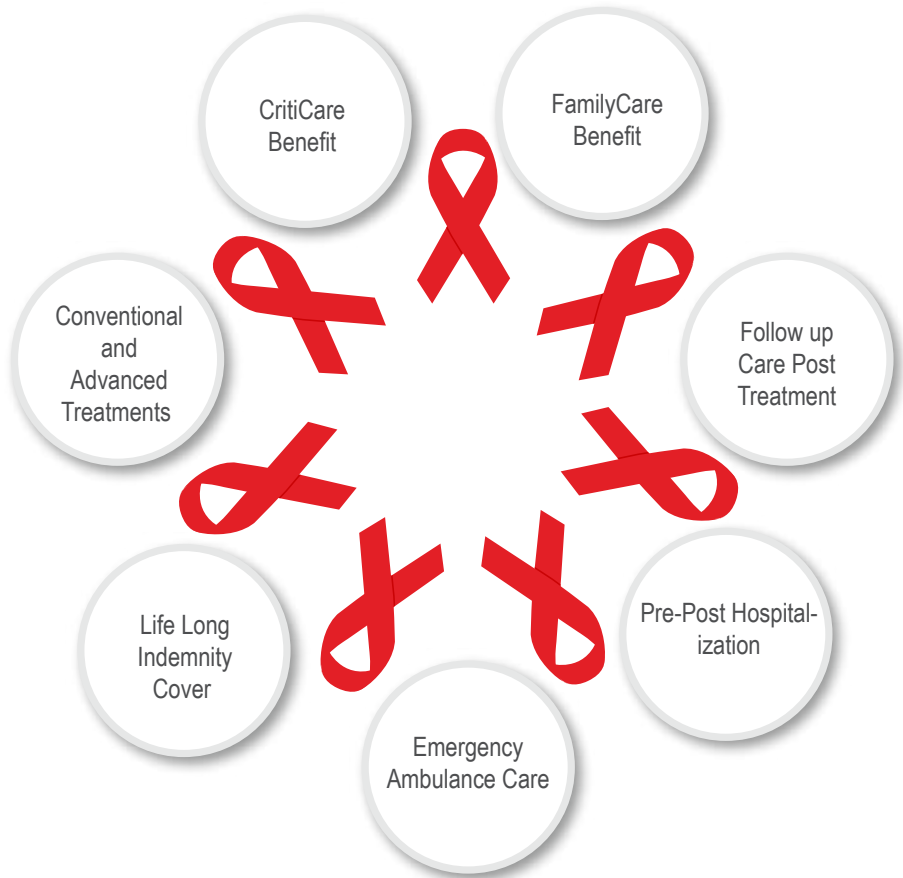 CritiCare
Benefit
FamilyCare
Benefit
Conventional
and
Advanced
Treatments
Follow up
Care Post
Treatment
Life Long
Indemnity
Cover
Pre-Post Hospital-
ization
Emergency
Ambulance Care